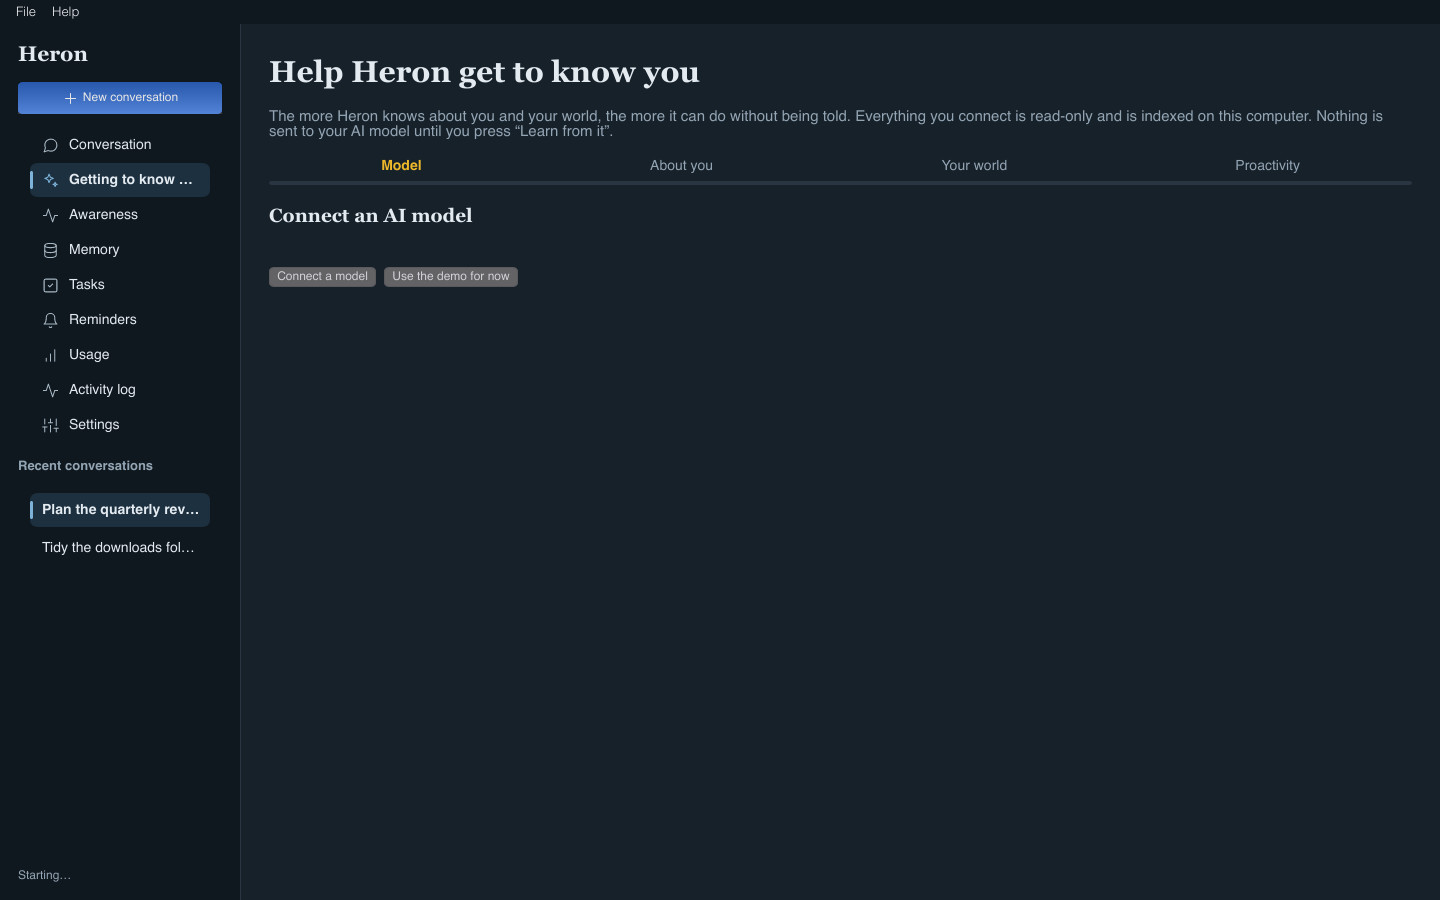 File Help
Heron
New conversation
Conversation
Getting to know …
Awareness
Memory
Tasks
Reminders
Usage
Activity log
Settings
Recent conversations
Plan the quarterly rev…
Tidy the downloads fol…
Starting…
Help Heron get to know you
The more Heron knows about you and your world, the more it can do without being told. Everything you connect is read-only and is indexed on this computer. Nothing is
sent to your AI model until you press “Learn from it”.
Model About you Your world Proactivity
Connect an AI model
Connect a model Use the demo for now